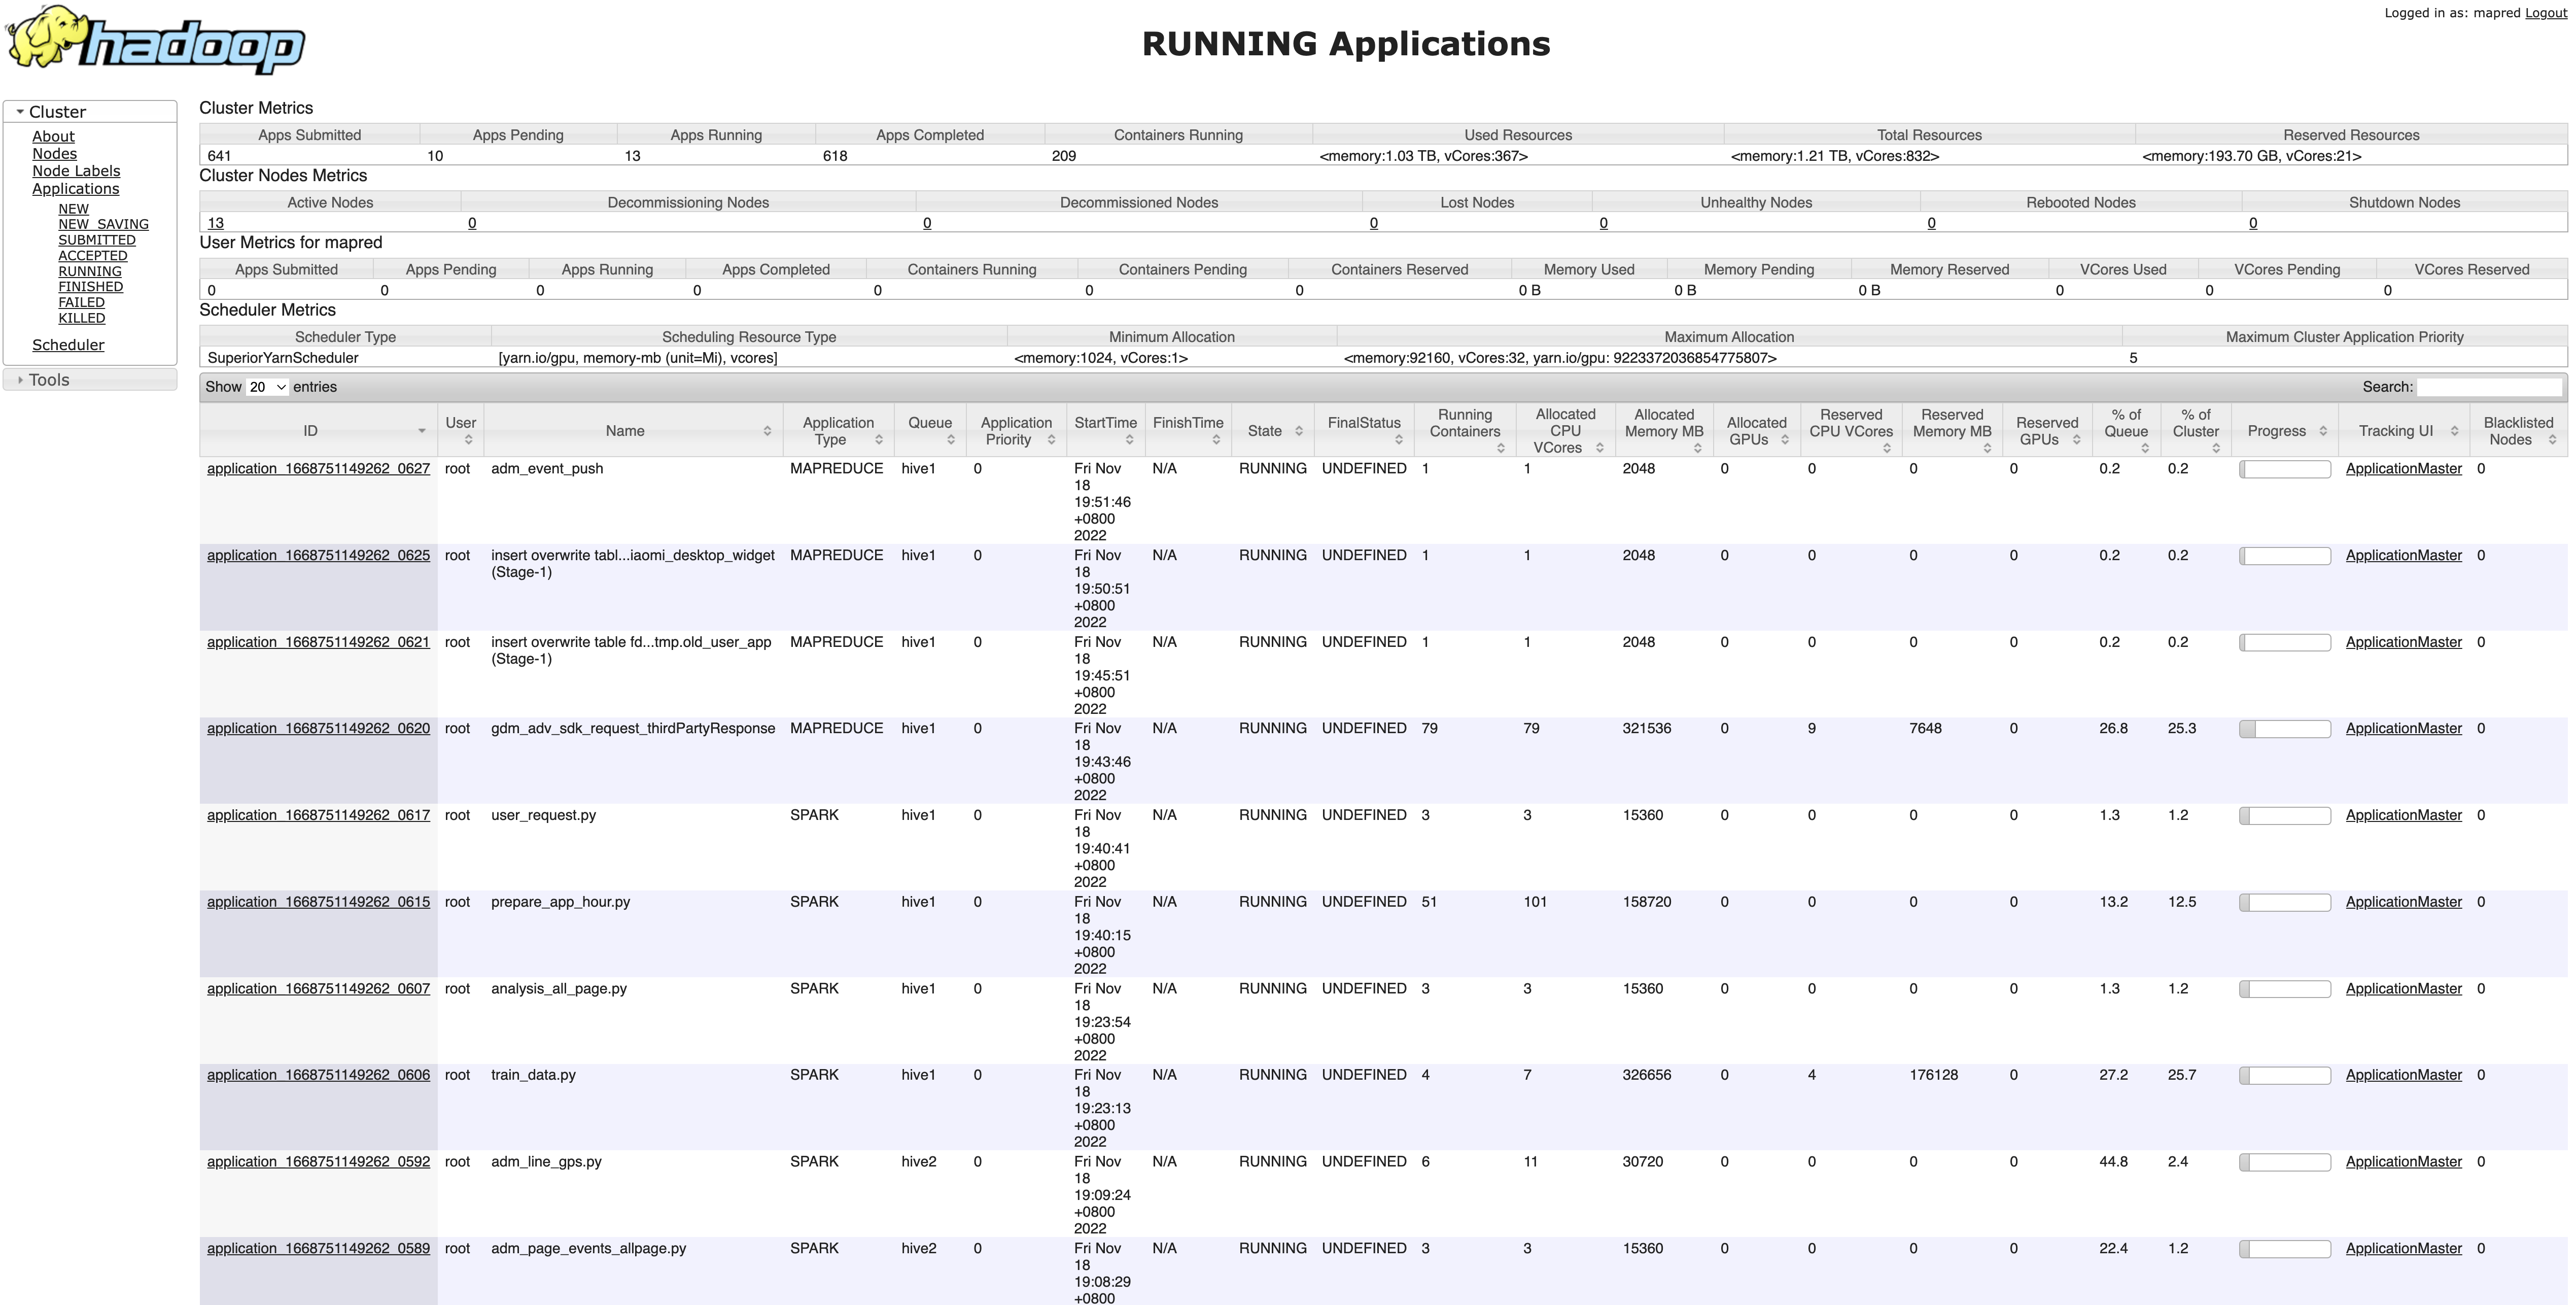 hadoop
RUNNING Applications
Logged in as: mapred Logout
Cluster
About
Nodes
Node Labels
Applications
NEW
NEW_SAVING
SUBMITTED
ACCEPTED
RUNNING
FINISHED
FAILED
KILLED
Scheduler
Tools
Cluster Metrics
Apps Submitted Apps Pending Apps Running Apps Completed Containers Running Used Resources Total Resources Reserved Resources
641 10 13 618 209 <memory:1.03 TB, vCores:367> <memory:1.21 TB, vCores:832> <memory:193.70 GB, vCores:21>
Cluster Nodes Metrics
Active Nodes Decommissioning Nodes Decommissioned Nodes Lost Nodes Unhealthy Nodes Rebooted Nodes Shutdown Nodes
13 0 0 0 0 0 0
User Metrics for mapred
Apps Submitted Apps Pending Apps Running Apps Completed Containers Running Containers Pending Containers Reserved Memory Used Memory Pending Memory Reserved VCores Used VCores Pending VCores Reserved
0 0 0 0 0 0 0 0 B 0 B 0 B 0 0 0
Scheduler Metrics
Scheduler Type Scheduling Resource Type Minimum Allocation Maximum Allocation Maximum Cluster Application Priority
SuperiorYarnScheduler [yarn.io/gpu, memory-mb (unit=Mi), vcores] <memory:1024, vCores:1> <memory:92160, vCores:32, yarn.io/gpu: 9223372036854775807> 5
Show 20 entries Search:
ID User Name Application Type Queue Application Priority StartTime FinishTime State FinalStatus Running Containers Allocated CPU VCores Allocated Memory MB Allocated GPUs Reserved CPU VCores Reserved Memory MB Reserved GPUs % of Queue % of Cluster Progress Tracking UI Blacklisted Nodes
application_1668751149262_0627 root adm_event_push MAPREDUCE hive1 0 Fri Nov 18 19:51:46 +0800 2022 N/A RUNNING UNDEFINED 1 1 2048 0 0 0 0 0.2 0.2 ApplicationMaster 0
application_1668751149262_0625 root insert overwrite tabl...iaomi_desktop_widget (Stage-1) MAPREDUCE hive1 0 Fri Nov 18 19:50:51 +0800 2022 N/A RUNNING UNDEFINED 1 1 2048 0 0 0 0 0.2 0.2 ApplicationMaster 0
application_1668751149262_0621 root insert overwrite table fd...tmp.old_user_app (Stage-1) MAPREDUCE hive1 0 Fri Nov 18 19:45:51 +0800 2022 N/A RUNNING UNDEFINED 1 1 2048 0 0 0 0 0.2 0.2 ApplicationMaster 0
application_1668751149262_0620 root gdm_adv_sdk_request_thirdPartyResponse MAPREDUCE hive1 0 Fri Nov 18 19:43:46 +0800 2022 N/A RUNNING UNDEFINED 79 79 321536 0 9 7648 0 26.8 25.3 ApplicationMaster 0
application_1668751149262_0617 root user_request.py SPARK hive1 0 Fri Nov 18 19:40:41 +0800 2022 N/A RUNNING UNDEFINED 3 3 15360 0 0 0 0 1.3 1.2 ApplicationMaster 0
application_1668751149262_0615 root prepare_app_hour.py SPARK hive1 0 Fri Nov 18 19:40:15 +0800 2022 N/A RUNNING UNDEFINED 51 101 158720 0 0 0 0 13.2 12.5 ApplicationMaster 0
application_1668751149262_0607 root analysis_all_page.py SPARK hive1 0 Fri Nov 18 19:23:54 +0800 2022 N/A RUNNING UNDEFINED 3 3 15360 0 0 0 0 1.3 1.2 ApplicationMaster 0
application_1668751149262_0606 root train_data.py SPARK hive1 0 Fri Nov 18 19:23:13 +0800 2022 N/A RUNNING UNDEFINED 4 7 326656 0 4 176128 0 27.2 25.7 ApplicationMaster 0
application_1668751149262_0592 root adm_line_gps.py SPARK hive2 0 Fri Nov 18 19:09:24 +0800 2022 N/A RUNNING UNDEFINED 6 11 30720 0 0 0 0 44.8 2.4 ApplicationMaster 0
application_1668751149262_0589 root adm_page_events_allpage.py SPARK hive2 0 Fri Nov 18 19:08:29 +0800 N/A RUNNING UNDEFINED 3 3 15360 0 0 0 0 22.4 1.2 ApplicationMaster 0